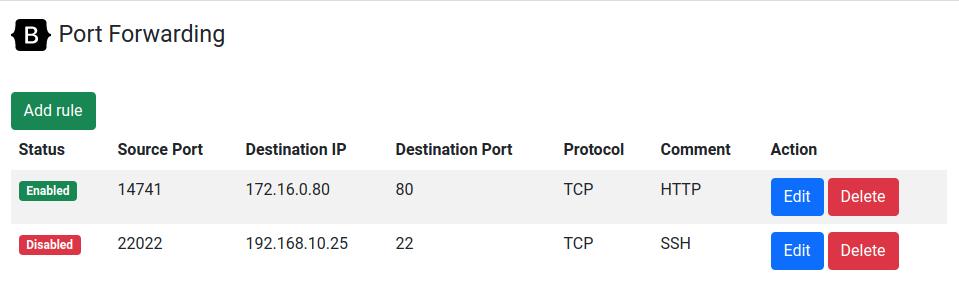 B Port Forwarding
Add rule
Status Source Port Destination IP Destination Port Protocol Comment Action
Enabled 14741 172.16.0.80 80 TCP HTTP Edit Delete
Disabled 22022 192.168.10.25 22 TCP SSH Edit Delete